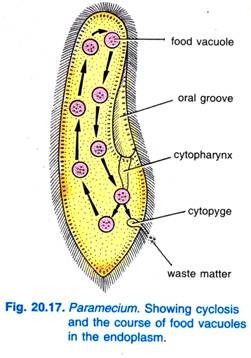 food vacuole
oral groove
cytopharynx
cytopyge
waste matter
Fig. 20.17. Paramecium. Showing cyclosis
and the course of food vacuoles
in the endoplasm.